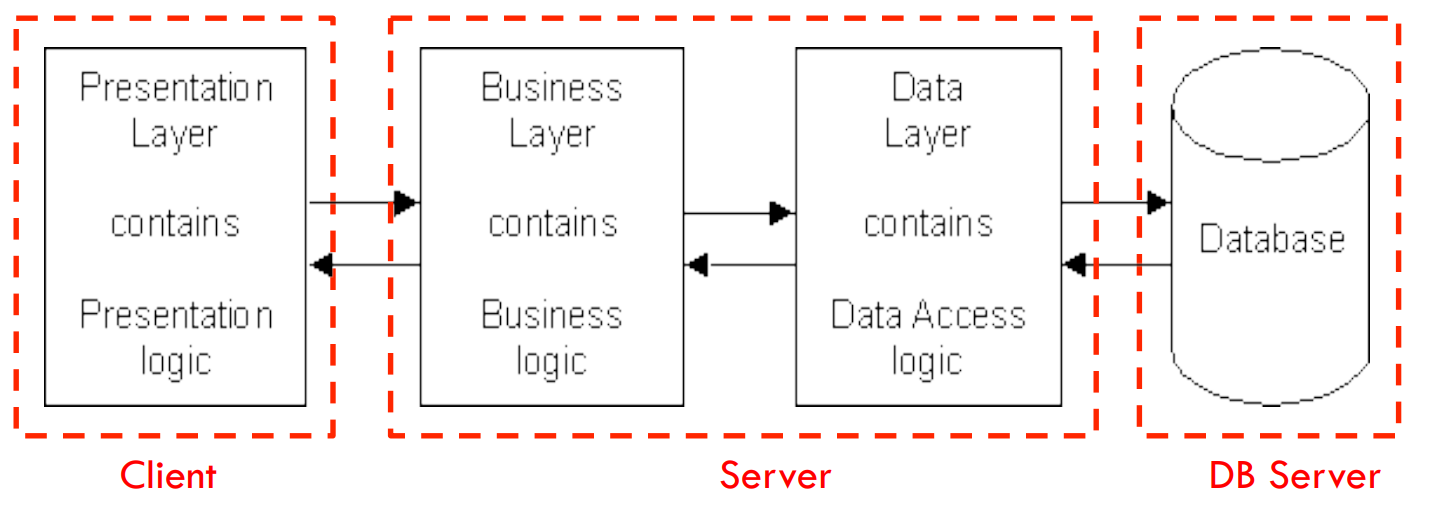 Presentation
Layer
contains
Presentation
logic
Business
Layer
contains
Business
logic
Data
Layer
contains
Data Access
logic
Database
Client
Server
DB Server